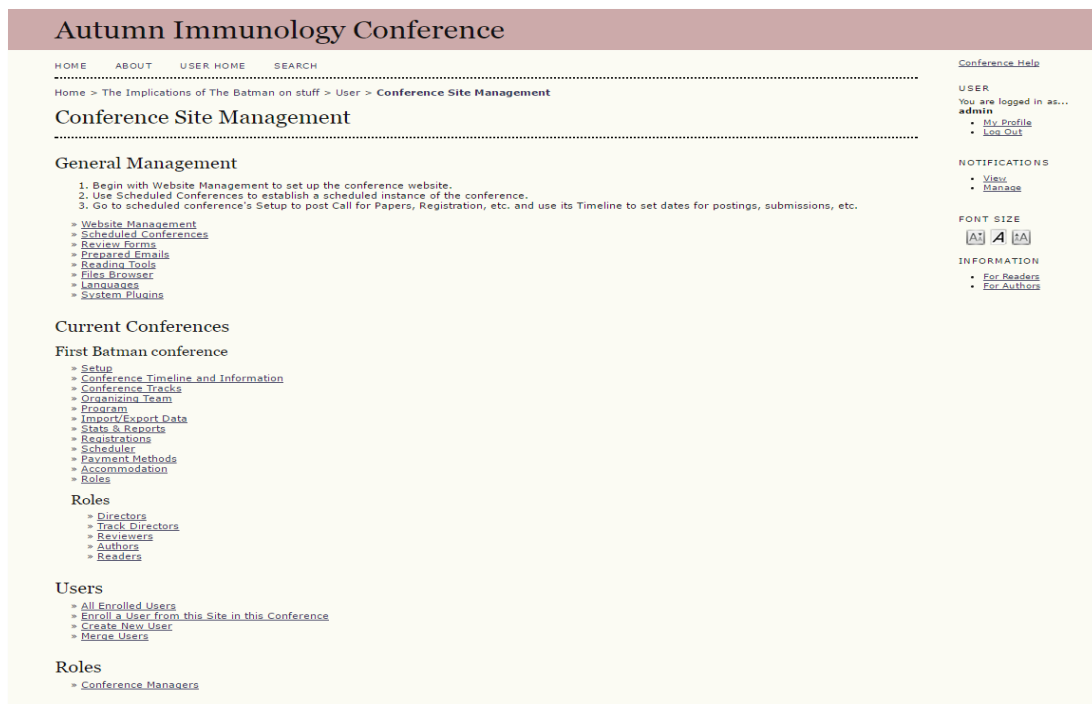 Autumn Immunology Conference
HOME ABOUT USER HOME SEARCH
Home > The Implications of The Batman on stuff > User > Conference Site Management
Conference Site Management
General Management
1. Begin with Website Management to set up the conference website.
2. Use Scheduled Conferences to establish a scheduled instance of the conference.
3. Go to scheduled conference's Setup to post Call for Papers, Registration, etc. and use its Timeline to set dates for postings, submissions, etc.
» Website Management
» Scheduled Conferences
» Review Forms
» Prepared Emails
» Reading Tools
» Files Browser
» Languages
» System Plugins
Current Conferences
First Batman conference
» Setup
» Conference Timeline and Information
» Conference Tracks
» Organizing Team
» Program
» Import/Export Data
» Stats & Reports
» Registrations
» Scheduler
» Payment Methods
» Accommodation
» Roles
Roles
» Directors
» Track Directors
» Reviewers
» Authors
» Readers
Users
» All Enrolled Users
» Enroll a User from this Site in this Conference
» Create New User
» Merge Users
Roles
» Conference Managers
Conference Help
USER
You are logged in as...
admin
• My Profile
• Log Out
NOTIFICATIONS
• View
• Manage
FONT SIZE
A A A
INFORMATION
• For Readers
• For Authors